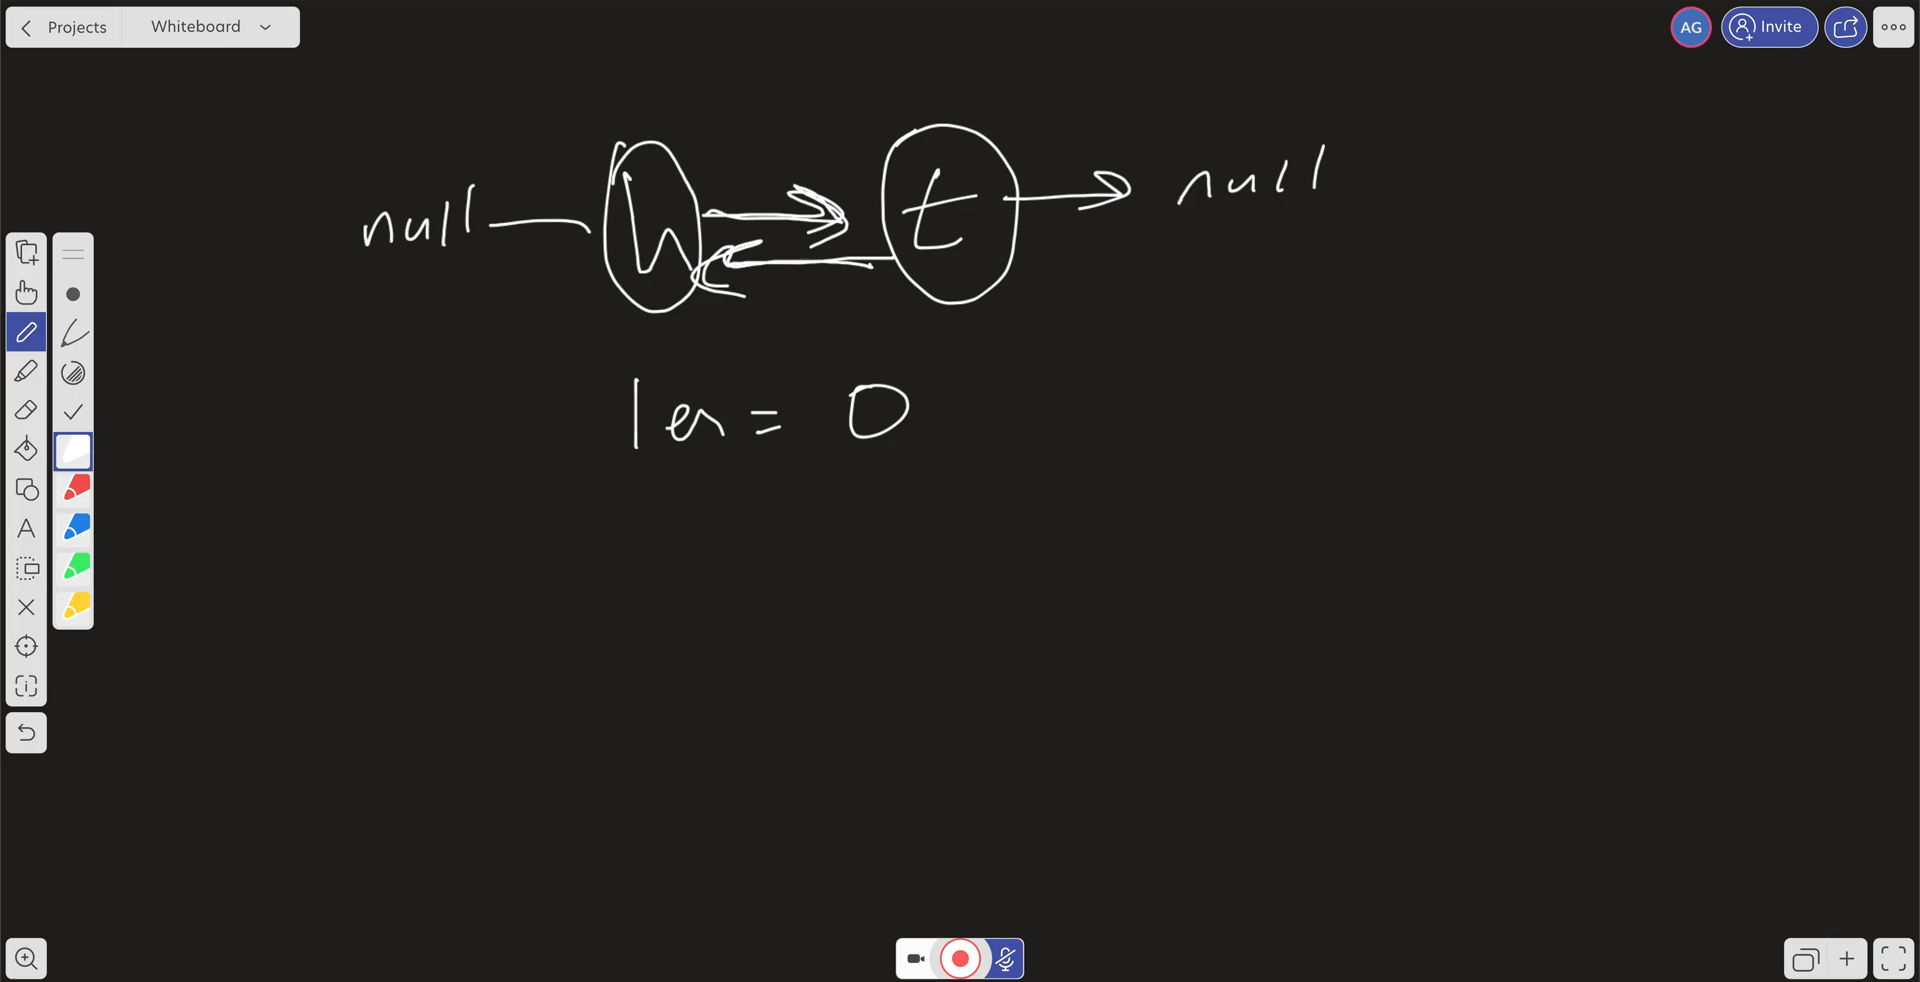 Projects Whiteboard
AG Invite
null h t null
len = 0
A